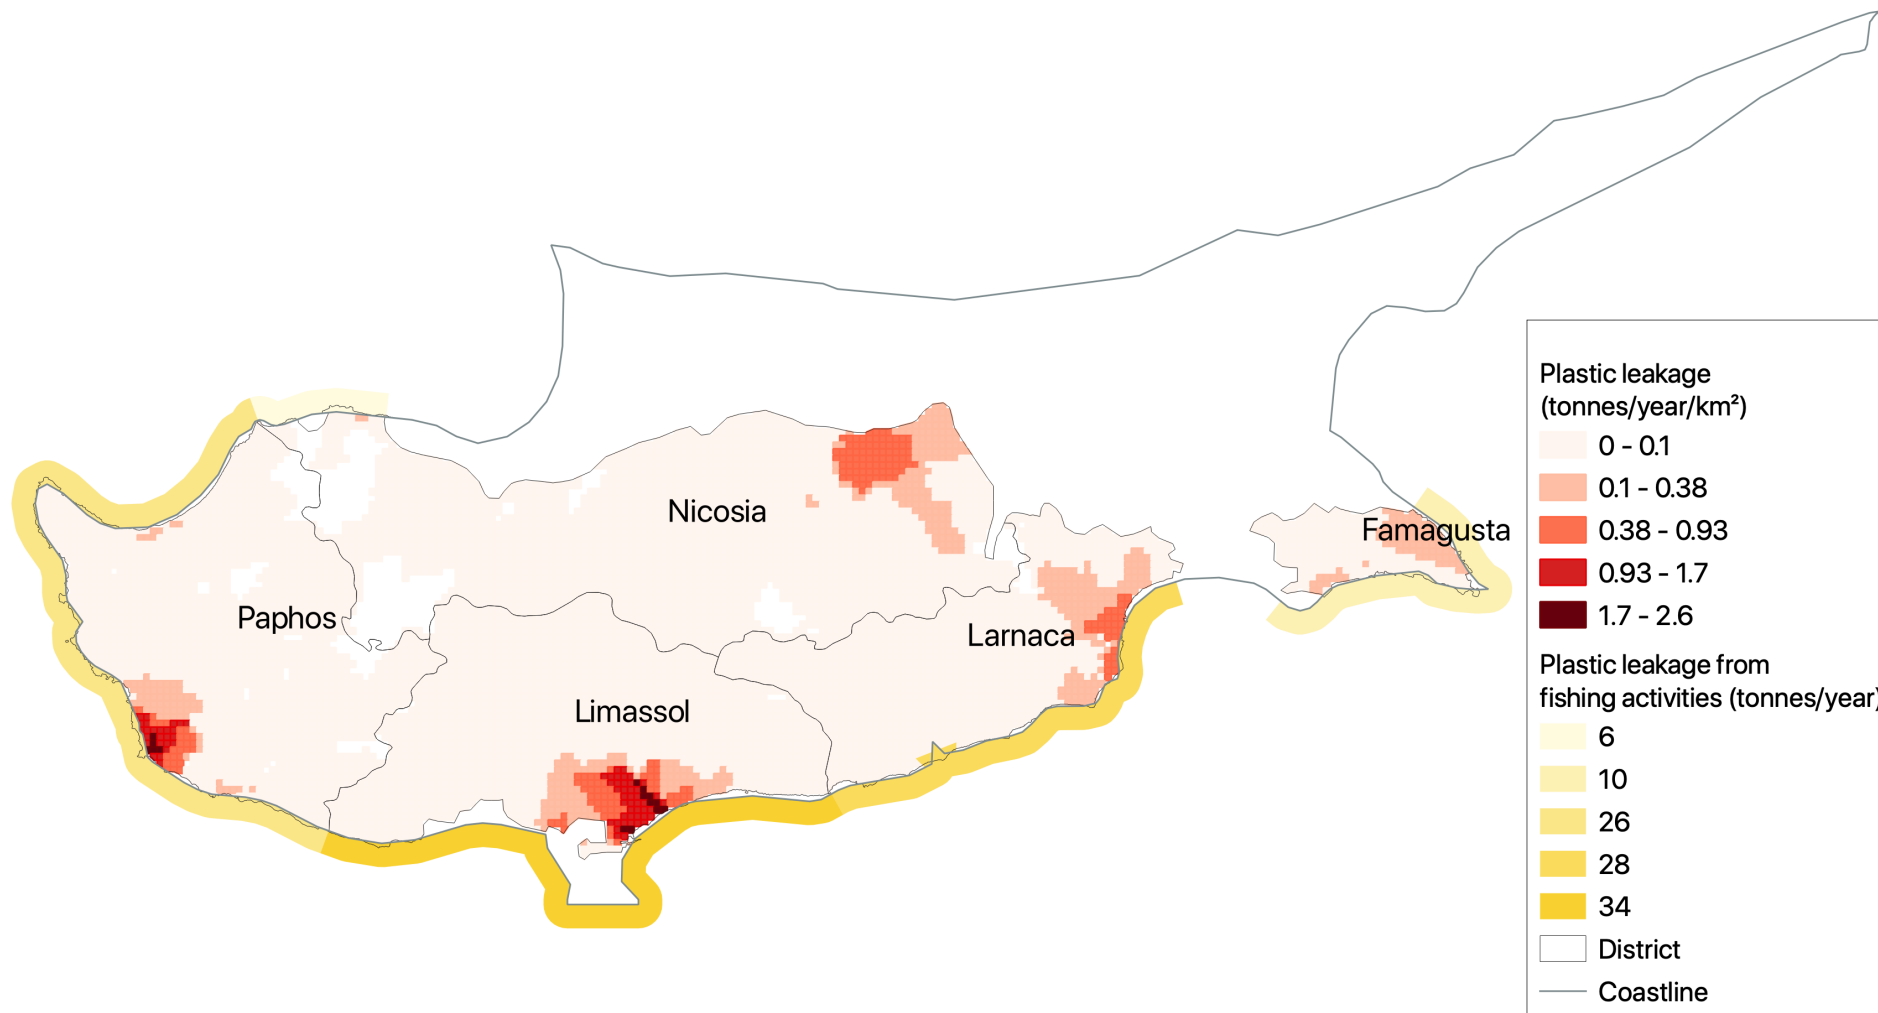 Nicosia
Famagusta
Paphos
Larnaca
Limassol
Plastic leakage
(tonnes/year/km²)
0 - 0.1
0.1 - 0.38
0.38 - 0.93
0.93 - 1.7
1.7 - 2.6
Plastic leakage from
fishing activities (tonnes/year)
6
10
26
28
34
District
Coastline